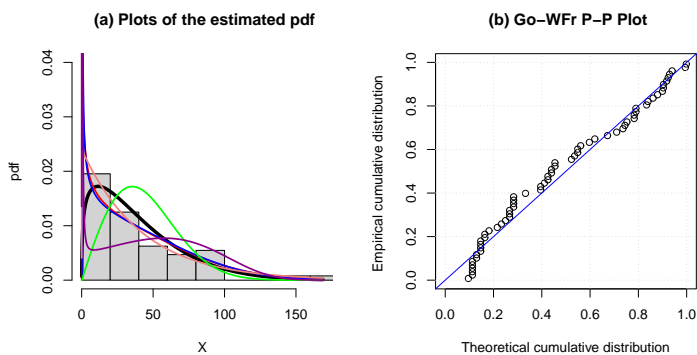 (a) Plots of the estimated pdf
pdf
0.00 0.01 0.02 0.03 0.04
0 50 100 150
X
(b) Go−WFr P−P Plot
Empirical cumulative distribution
0.0 0.2 0.4 0.6 0.8 1.0
0.0 0.2 0.4 0.6 0.8 1.0
Theoretical cumulative distribution